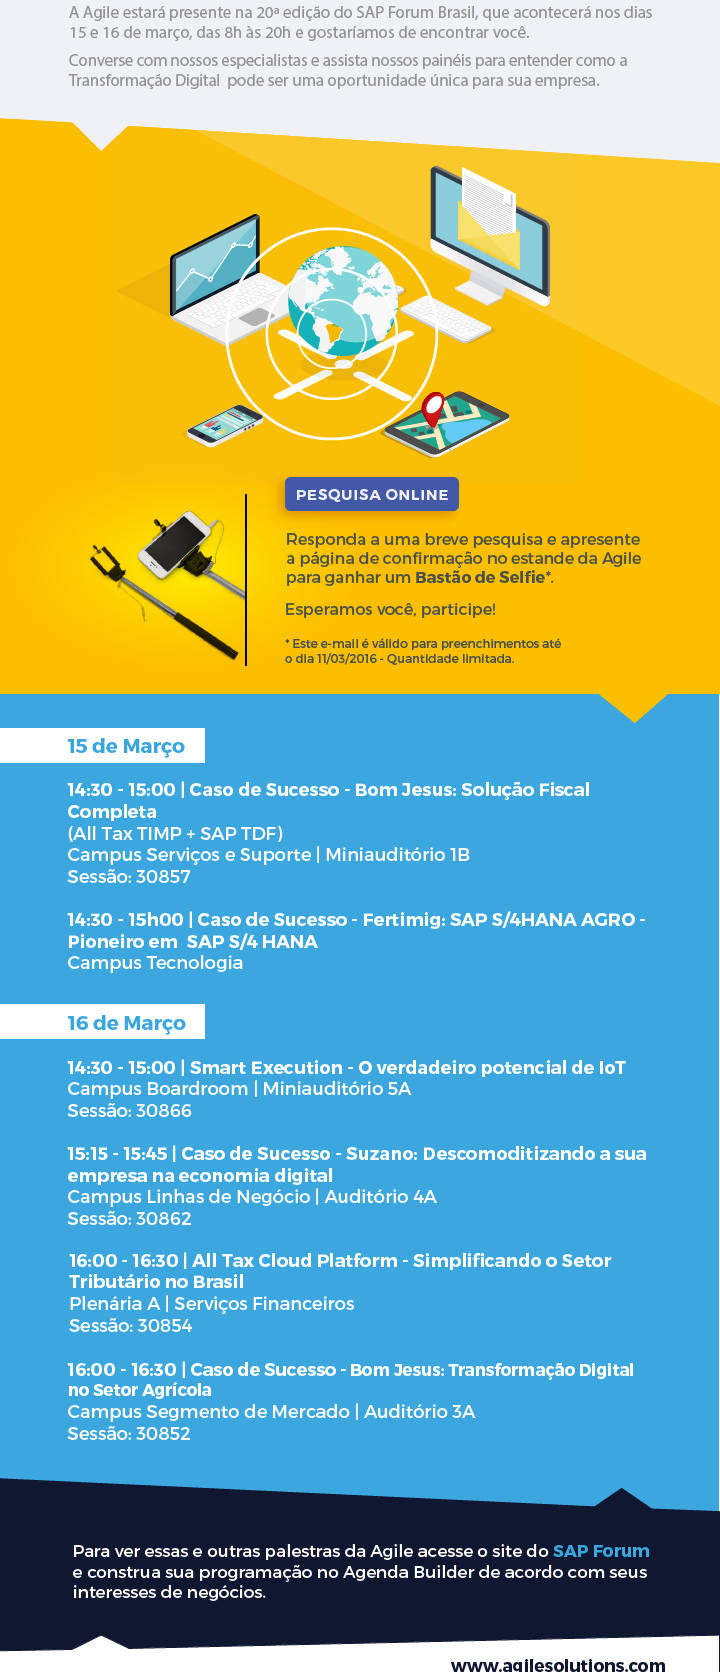 A Agile estará presente na 20ª edição do SAP Forum Brasil, que acontecerá nos dias
15 e 16 de março, das 8h às 20h e gostaríamos de encontrar você.
Converse com nossos especialistas e assista nossos painéis para entender como a
Transformação Digital pode ser uma oportunidade única para sua empresa.
PESQUISA ONLINE
Responda a uma breve pesquisa e apresente
a página de confirmação no estande da Agile
para ganhar um Bastão de Selfie*.
Esperamos você, participe!
* Este e-mail é válido para preenchimentos até
o dia 11/03/2016 - Quantidade limitada.
15 de Março
14:30 - 15:00 | Caso de Sucesso - Bom Jesus: Solução Fiscal
Completa
(All Tax TIMP + SAP TDF)
Campus Serviços e Suporte | Miniauditório 1B
Sessão: 30857
14:30 - 15h00 | Caso de Sucesso - Fertimig: SAP S/4HANA AGRO -
Pioneiro em SAP S/4 HANA
Campus Tecnologia
16 de Março
14:30 - 15:00 | Smart Execution - O verdadeiro potencial de IoT
Campus Boardroom | Miniauditório 5A
Sessão: 30866
15:15 - 15:45 | Caso de Sucesso - Suzano: Descomoditizando a sua
empresa na economia digital
Campus Linhas de Negócio | Auditório 4A
Sessão: 30862
16:00 - 16:30 | All Tax Cloud Platform - Simplificando o Setor
Tributário no Brasil
Plenária A | Serviços Financeiros
Sessão: 30854
16:00 - 16:30 | Caso de Sucesso - Bom Jesus: Transformação Digital
no Setor Agrícola
Campus Segmento de Mercado | Auditório 3A
Sessão: 30852
Para ver essas e outras palestras da Agile acesse o site do SAP Forum
e construa sua programação no Agenda Builder de acordo com seus
interesses de negócios.
www.agilesolutions.com